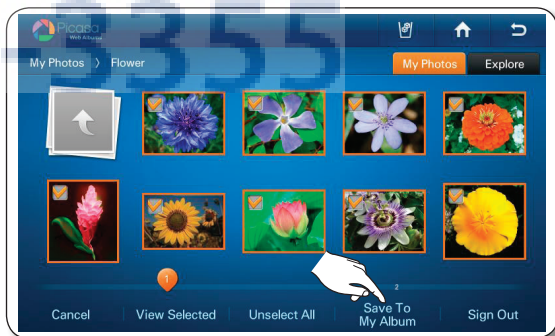 Picasa
Web Albums
3355
My Photos 〉 Flower
My Photos
Explore
1
2
Cancel
View Selected
Unselect All
Save To
My Album
Sign Out